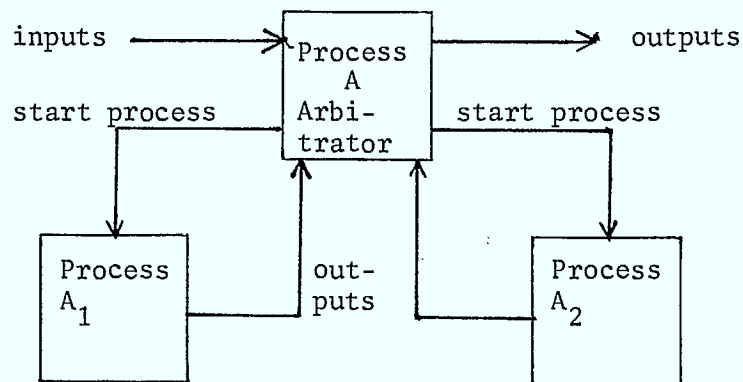 inputs
Process
A
Arbi-
trator
outputs
start process
start process
Process
A1
out-
puts
Process
A2